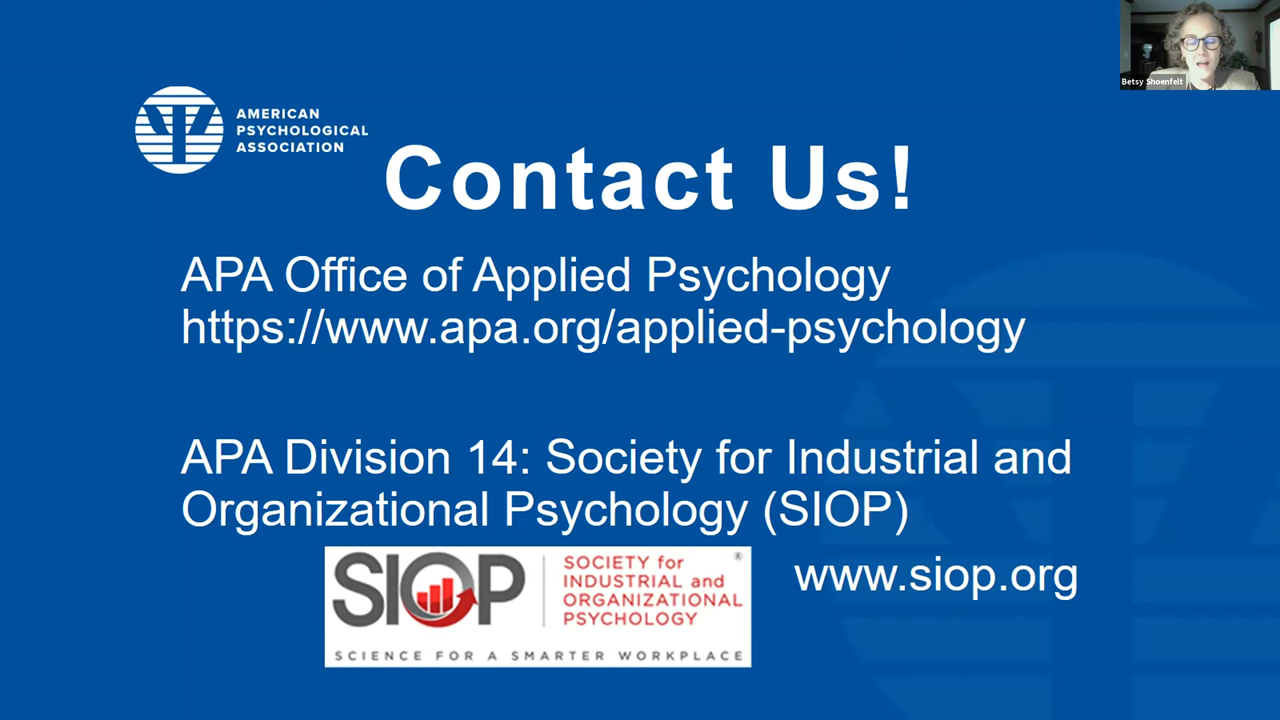 Betsy Shoenfelt
AMERICAN
PSYCHOLOGICAL
ASSOCIATION
Contact Us!
APA Office of Applied Psychology
https://www.apa.org/applied-psychology
APA Division 14: Society for Industrial and
Organizational Psychology (SIOP)
SIOP
SOCIETY for
INDUSTRIAL and
ORGANIZATIONAL
PSYCHOLOGY
®
SCIENCE FOR A SMARTER WORKPLACE
www.siop.org